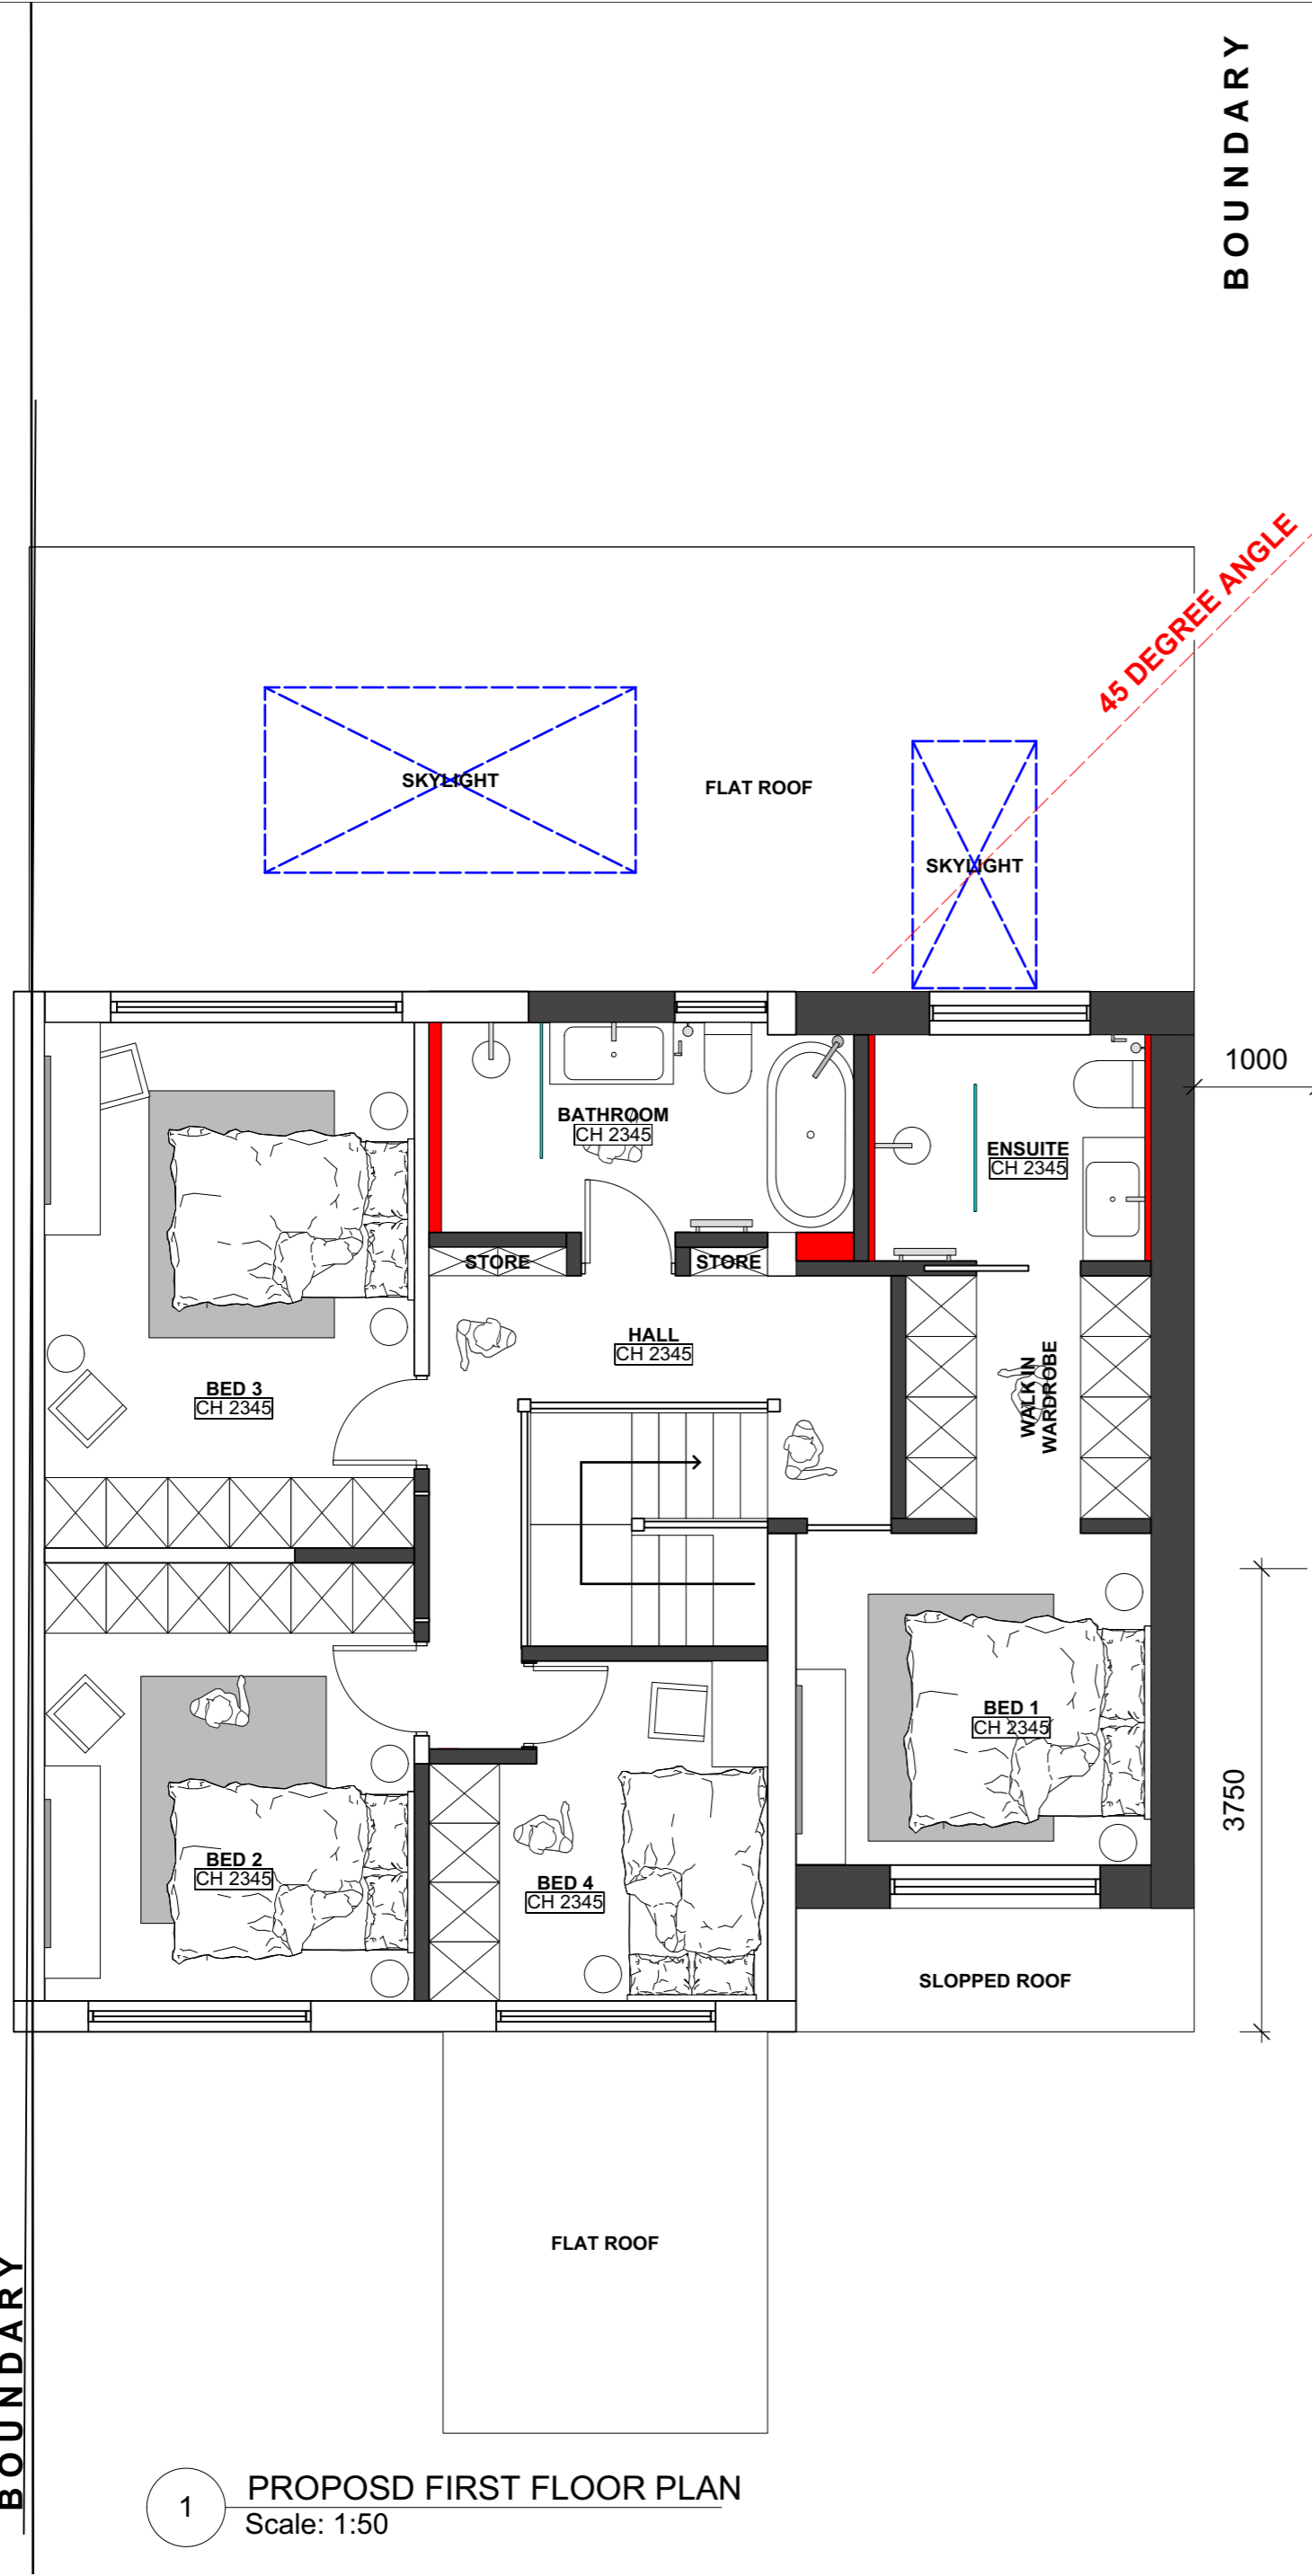 BOUNDARY
45 DEGREE ANGLE
SKYLIGHT
FLAT ROOF
SKYLIGHT
1000
BATHROOM
CH 2345
ENSUITE
CH 2345
STORE
STORE
HALL
CH 2345
WALK IN
WARDROBE
BED 3
CH 2345
BED 1
CH 2345
3750
BED 2
CH 2345
BED 4
CH 2345
SLOPPED ROOF
FLAT ROOF
BOUNDARY
1
PROPOSD FIRST FLOOR PLAN
Scale: 1:50